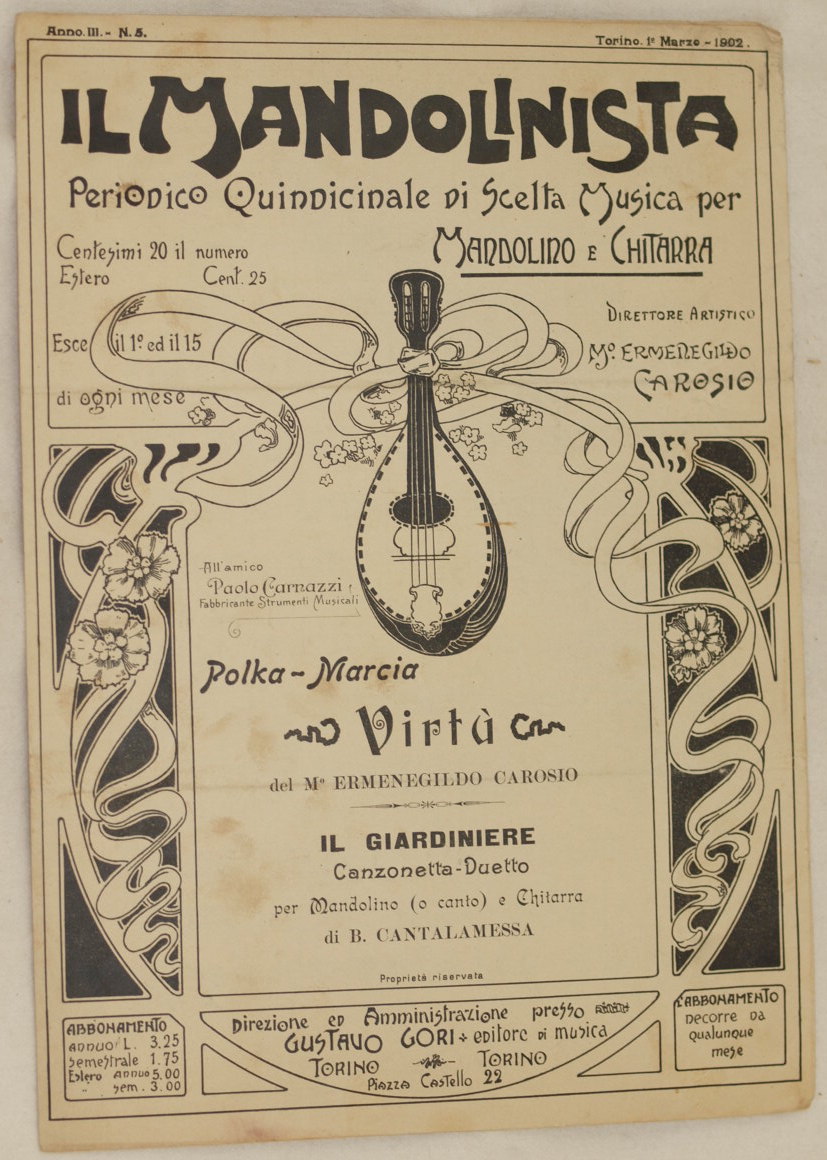 Anno. III. - N. 5.
Torino. 1º Marzo - 1902.
IL MANDOLINISTA
Periodico Quindicinale di Scelta Musica per
MANDOLINO E CHITARRA
Centesimi 20 il numero
Estero Cent. 25
Esce il 1º ed il 15
di ogni mese
DIRETTORE ARTISTICO
Mº. ERMENEGILDO
CAROSIO
All'amico
Paolo Carnazzi
Fabbricante Strumenti Musicali
Polka - Marcia
Virtù
del Mº ERMENEGILDO CAROSIO
IL GIARDINIERE
Canzonetta-Duetto
per Mandolino (o canto) e Chitarra
di B. CANTALAMESSA
Proprietà riservata
ABBONAMENTO
annuo L. 3.25
Semestrale 1.75
Estero annuo 5.00
" sem. 3.00
Direzione ed Amministrazione presso
GUSTAVO GORI editore di musica
TORINO TORINO
Piazza Castello 22
L'ABBONAMENTO
Decorre da
qualunque
mese